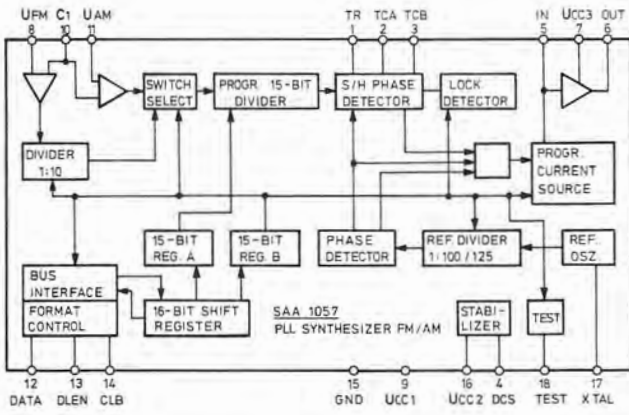 UFM C1 UAM TR TCA TCB IN UCC3 OUT
8 10 11 1 2 3 5 7 6
SWITCH
SELECT
PROGR. 15-BIT
DIVIDER
S/H PHASE
DETECTOR
LOCK.
DETECTOR
DIVIDER
1:10
PROGR.
CURRENT
SOURCE
15-BIT
REG. A
15-BIT
REG. B
PHASE
DETECTOR
REF. DIVIDER
1:100/125
REF.
OSZ.
BUS
INTERFACE
FORMAT
CONTROL
16-BIT SHIFT
REGISTER
SAA 1057
PLL SYNTHESIZER FM/AM
STABI-
LIZER
TEST
12 13 14 15 9 16 4 18 17
DATA DLEN CLB GND UCC1 UCC2 DCS TEST XTAL